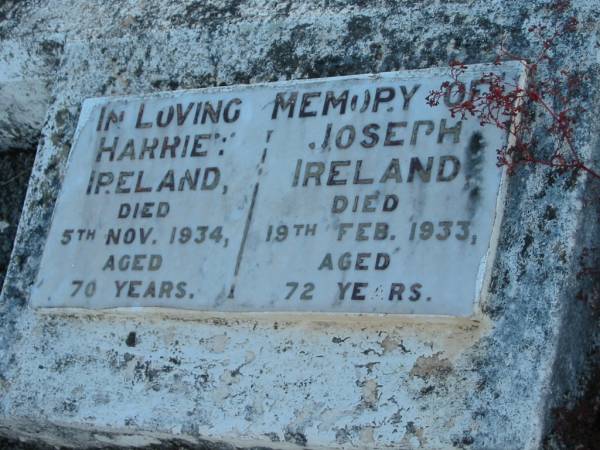 IN LOVING MEMORY OF
HARRIET
IRELAND,
DIED
5TH NOV. 1934,
AGED
70 YEARS.
JOSEPH
IRELAND
DIED
19TH FEB. 1933,
AGED
72 YEARS.